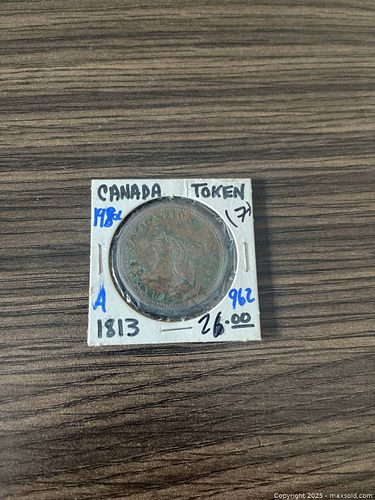 CANADA TOKEN
(7)
A 962
1813 — 26.00
Copyright 2025 - maxsold.com